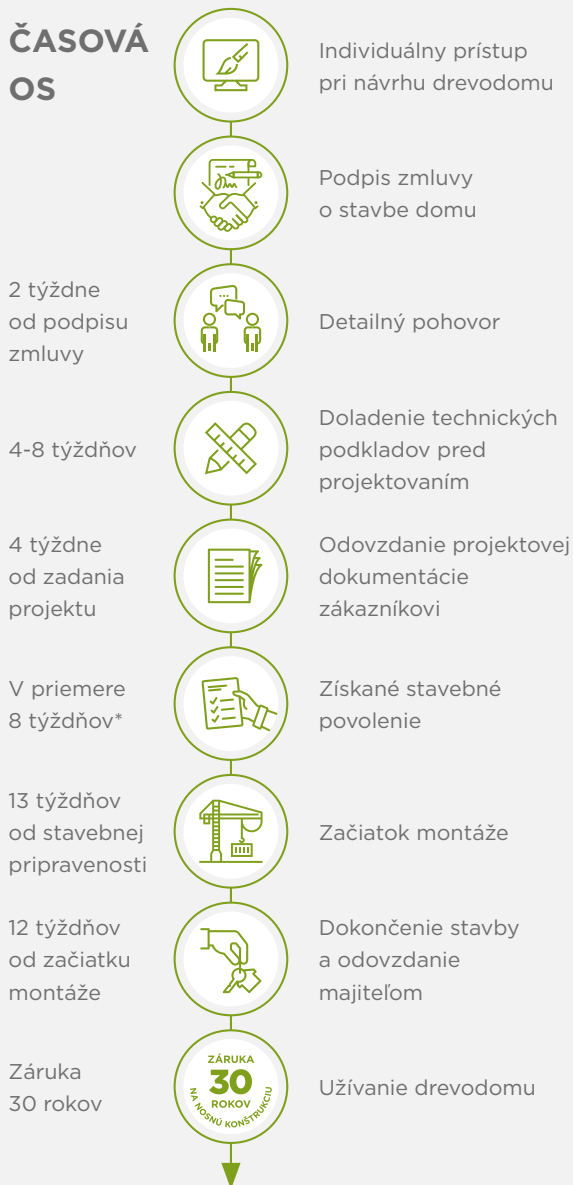 ČASOVÁ
OS
Individuálny prístup
pri návrhu drevodomu
Podpis zmluvy
o stavbe domu
2 týždne
od podpisu
zmluvy
Detailný pohovor
4-8 týždňov
Doladenie technických
podkladov pred
projektovaním
4 týždne
od zadania
projektu
Odovzdanie projektovej
dokumentácie
zákazníkovi
V priemere
8 týždňov*
Získané stavebné
povolenie
13 týždňov
od stavebnej
pripravenosti
Začiatok montáže
12 týždňov
od začiatku
montáže
Dokončenie stavby
a odovzdanie
majiteľom
Záruka
30 rokov
ZÁRUKA
30
ROKOV
NA NOSNÚ KONŠTRUKCIU
Užívanie drevodomu